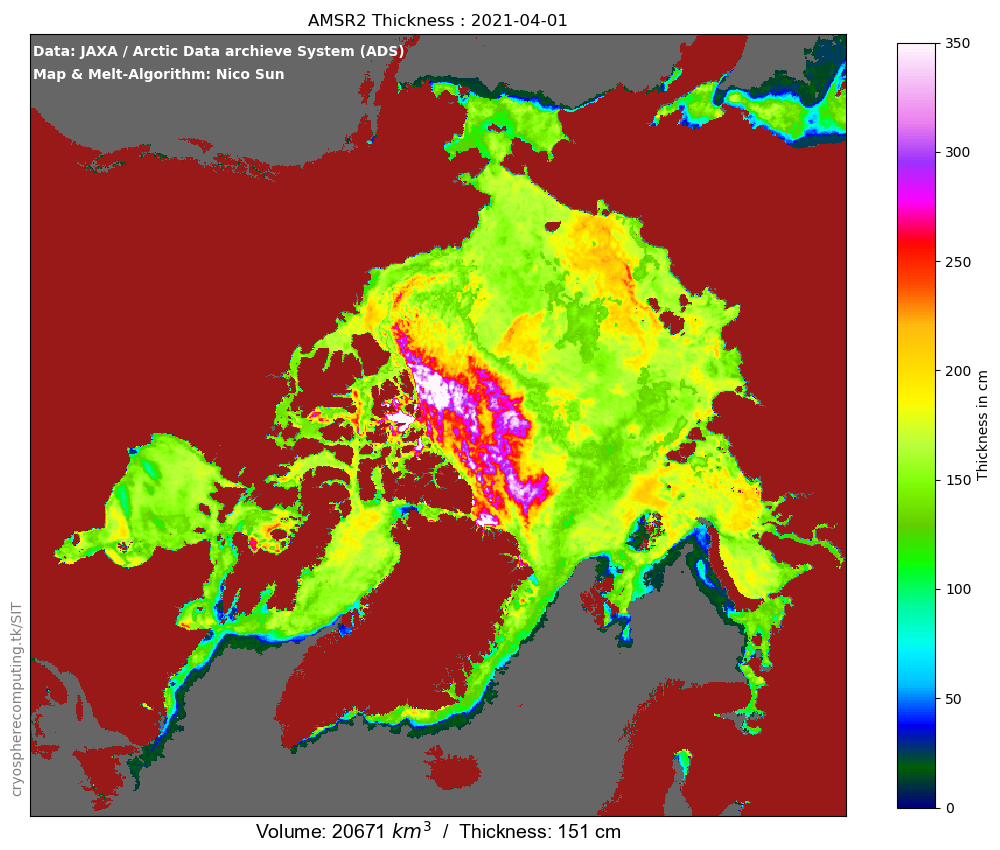 AMSR2 Thickness : 2021-04-01
Data: JAXA / Arctic Data archieve System (ADS)
Map & Melt-Algorithm: Nico Sun
350
300
250
200
150
100
50
0
Thickness in cm
cryospherecomputing.tk/SIT
Volume: 20671 km³ / Thickness: 151 cm